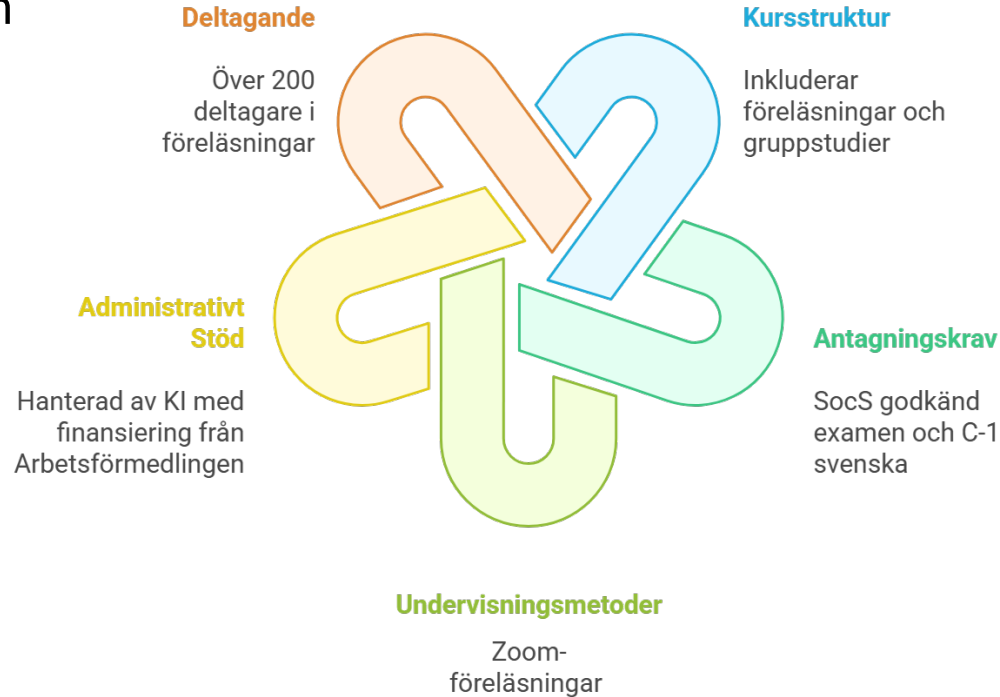 Deltagande
Över 200
deltagare i
föreläsningar
Kursstruktur
Inkluderar
föreläsningar och
gruppstudier
Administrativt
Stöd
Hanterad av KI med
finansiering från
Arbetsförmedlingen
Antagningskrav
SocS godkänd
examen och C-1
svenska
Undervisningsmetoder
Zoom-
föreläsningar